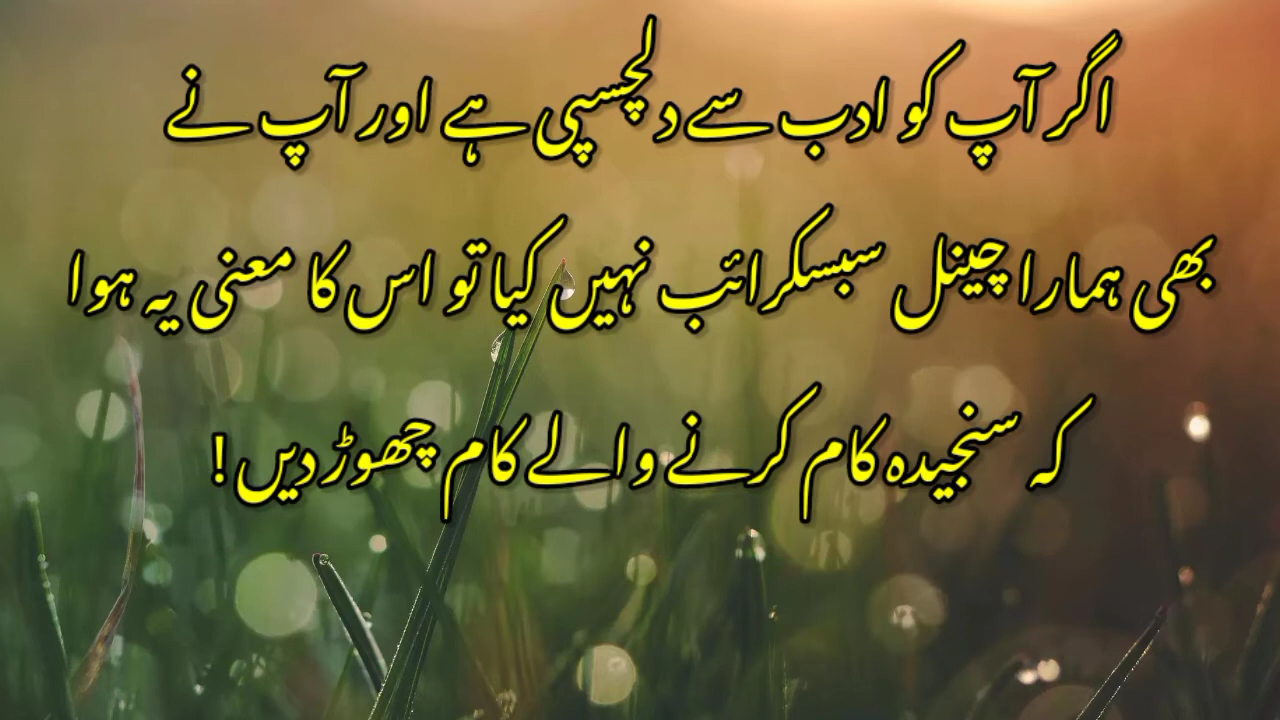 اگر آپ کو ادب سے دلچسپی ہے اور آپ نے
بھی ہمارا چینل سبسکرائب نہیں کیا تو اس کا معنی یہ ہوا
کہ سنجیدہ کام کرنے والے کام چھوڑ دیں!